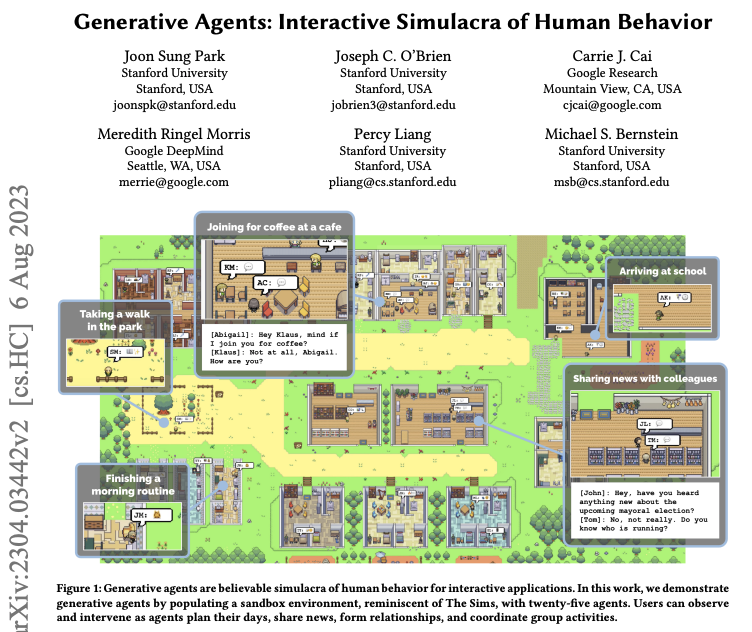 Generative Agents: Interactive Simulacra of Human Behavior
Joon Sung Park
Stanford University
Stanford, USA
joonspk@stanford.edu
Joseph C. O'Brien
Stanford University
Stanford, USA
jobrien3@stanford.edu
Carrie J. Cai
Google Research
Mountain View, CA, USA
cjcai@google.com
Meredith Ringel Morris
Google DeepMind
Seattle, WA, USA
merrie@google.com
Percy Liang
Stanford University
Stanford, USA
pliang@cs.stanford.edu
Michael S. Bernstein
Stanford University
Stanford, USA
msb@cs.stanford.edu
arXiv:2304.03442v2 [cs.HC] 6 Aug 2023
Joining for coffee at a cafe
KM:
AC:
[Abigail]: Hey Klaus, mind if
I join you for coffee?
[Klaus]: Not at all, Abigail.
How are you?
Taking a walk
in the park
SM:
Arriving at school
AK:
Sharing news with colleagues
JL:
TM:
[John]: Hey, have you heard
anything new about the
upcoming mayoral election?
[Tom]: No, not really. Do you
know who is running?
Finishing a
morning routine
JM:
Figure 1: Generative agents are believable simulacra of human behavior for interactive applications. In this work, we demonstrate
generative agents by populating a sandbox environment, reminiscent of The Sims, with twenty-five agents. Users can observe
and intervene as agents plan their days, share news, form relationships, and coordinate group activities.